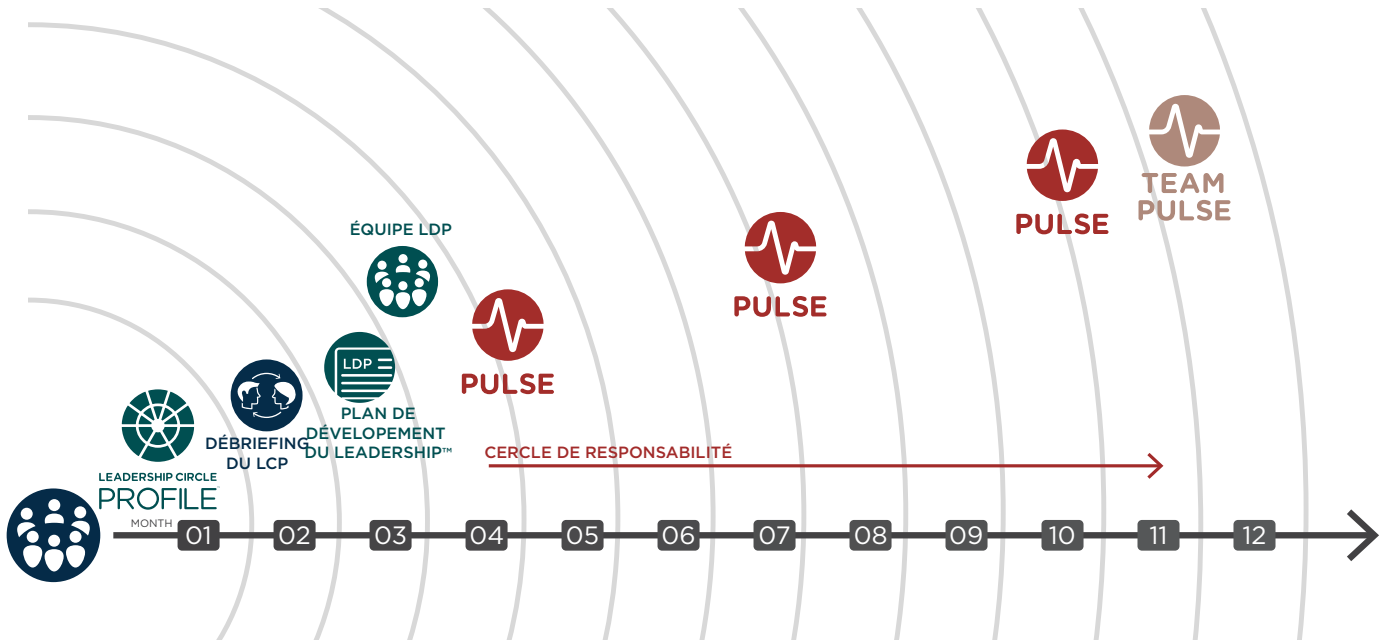 TEAM
PULSE
PULSE
ÉQUIPE LDP
PULSE
LDP
PULSE
PLAN DE
DÉVELOPEMENT
DU LEADERSHIP™
DÉBRIEFING
DU LCP
CERCLE DE RESPONSABILITÉ
LEADERSHIP CIRCLE
PROFILE
MONTH 01 02 03 04 05 06 07 08 09 10 11 12